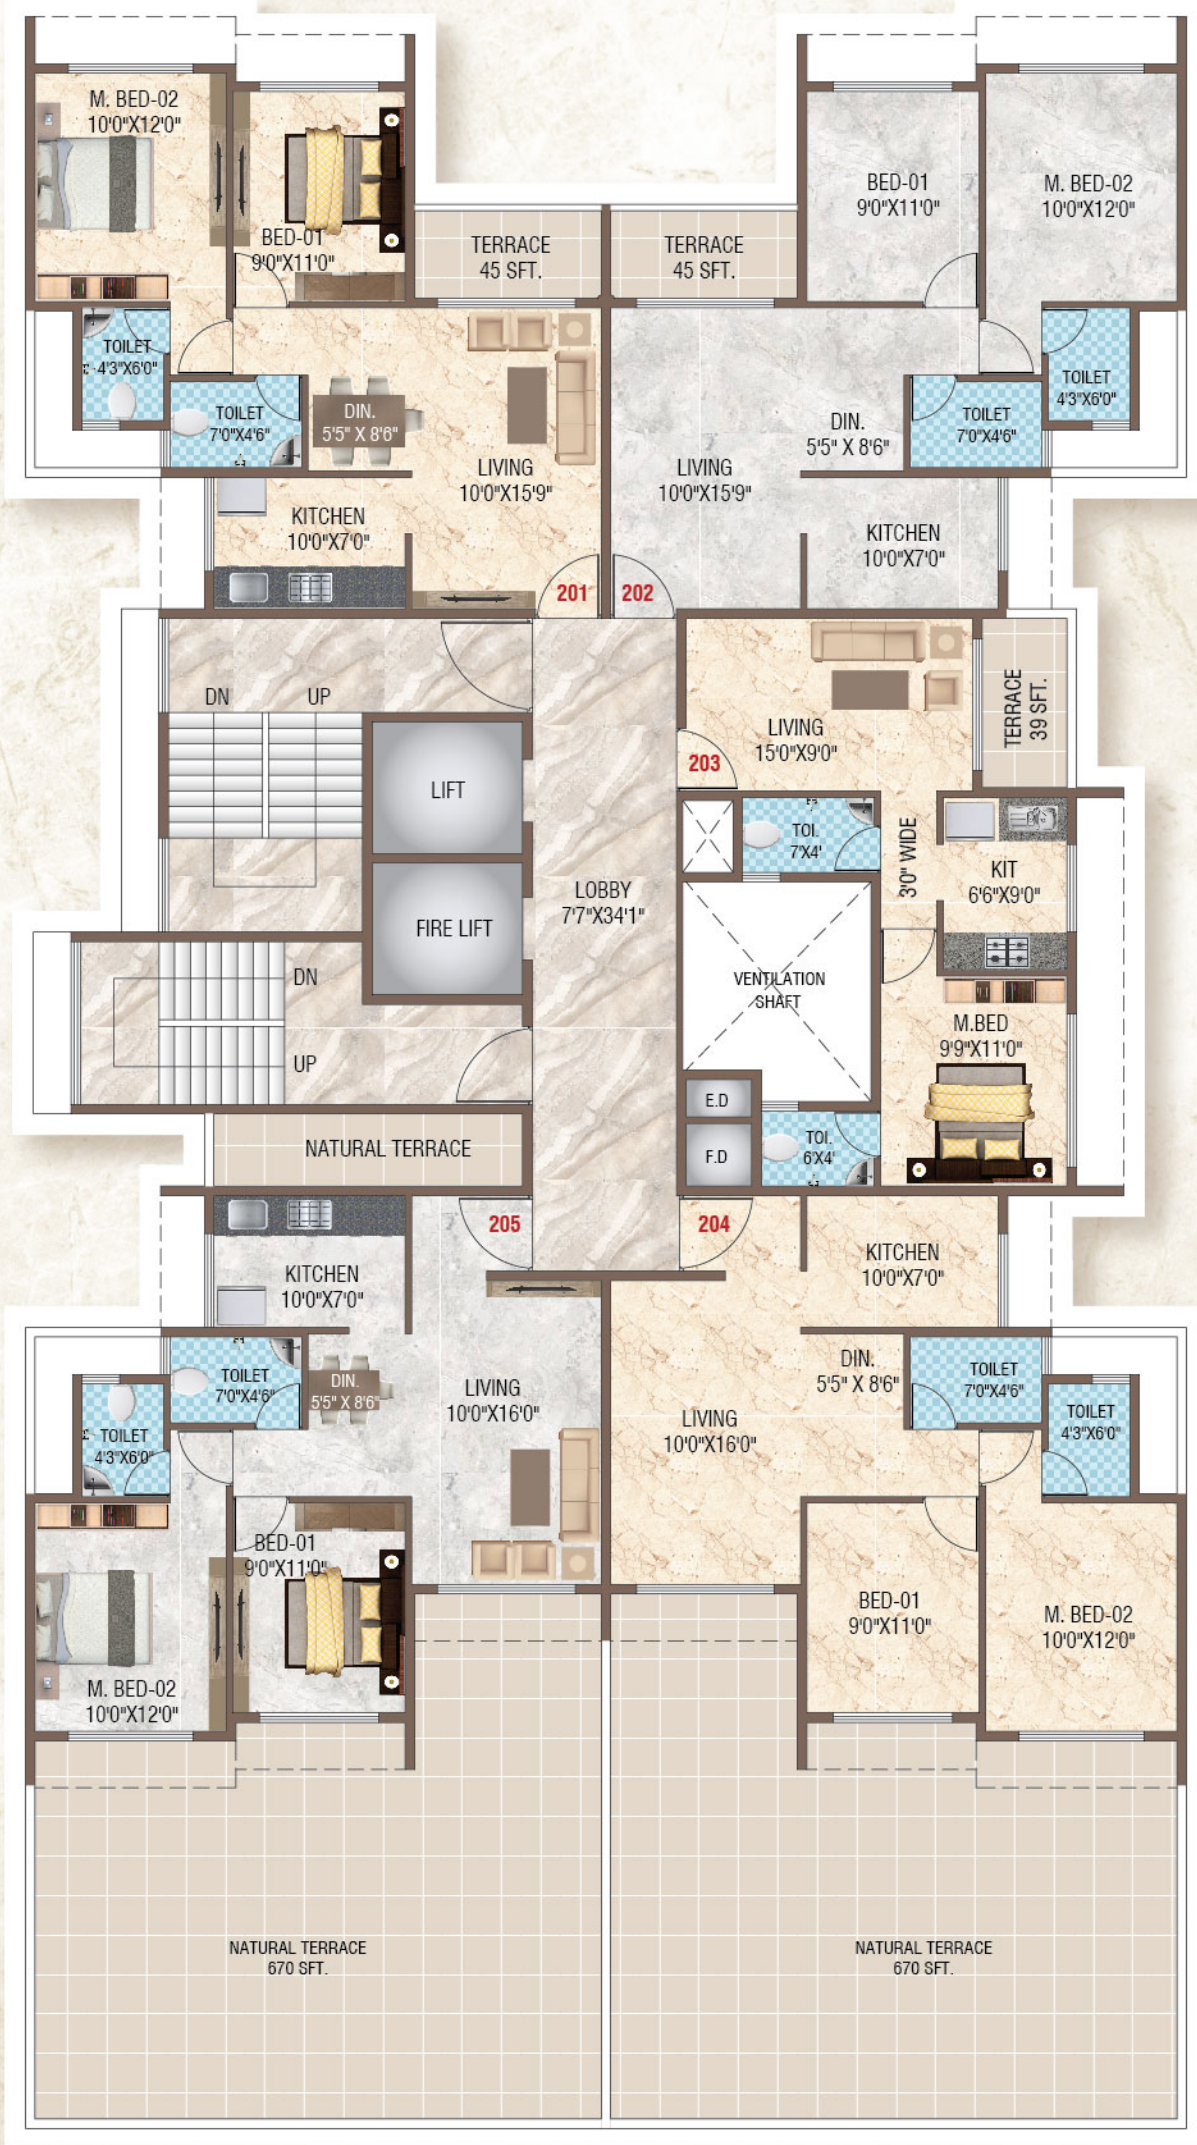 M. BED-02
10'0"X12'0"
BED-01
9'0"X11'0"
TERRACE
45 SFT.
TERRACE
45 SFT.
BED-01
9'0"X11'0"
M. BED-02
10'0"X12'0"
TOILET
4'3"X6'0"
TOILET
7'0"X4'6"
DIN.
5'5" X 8'6"
LIVING
10'0"X15'9"
KITCHEN
10'0"X7'0"
201
202
LIVING
10'0"X15'9"
DIN.
5'5" X 8'6"
TOILET
7'0"X4'6"
TOILET
4'3"X6'0"
KITCHEN
10'0"X7'0"
DN
UP
LIFT
FIRE LIFT
LOBBY
7'7"X34'1"
LIVING
15'0"X9'0"
203
TERRACE
39 SFT.
TOI.
7'X4'
3'0" WIDE
KIT
6'6"X9'0"
VENTILATION
SHAFT
M.BED
9'9"X11'0"
DN
UP
E.D
F.D
TOI.
6'X4'
NATURAL TERRACE
205
204
KITCHEN
10'0"X7'0"
KITCHEN
10'0"X7'0"
TOILET
7'0"X4'6"
TOILET
4'3"X6'0"
DIN.
5'5" X 8'6"
LIVING
10'0"X16'0"
LIVING
10'0"X16'0"
DIN.
5'5" X 8'6"
TOILET
7'0"X4'6"
TOILET
4'3"X6'0"
BED-01
9'0"X11'0"
M. BED-02
10'0"X12'0"
BED-01
9'0"X11'0"
M. BED-02
10'0"X12'0"
NATURAL TERRACE
670 SFT.
NATURAL TERRACE
670 SFT.